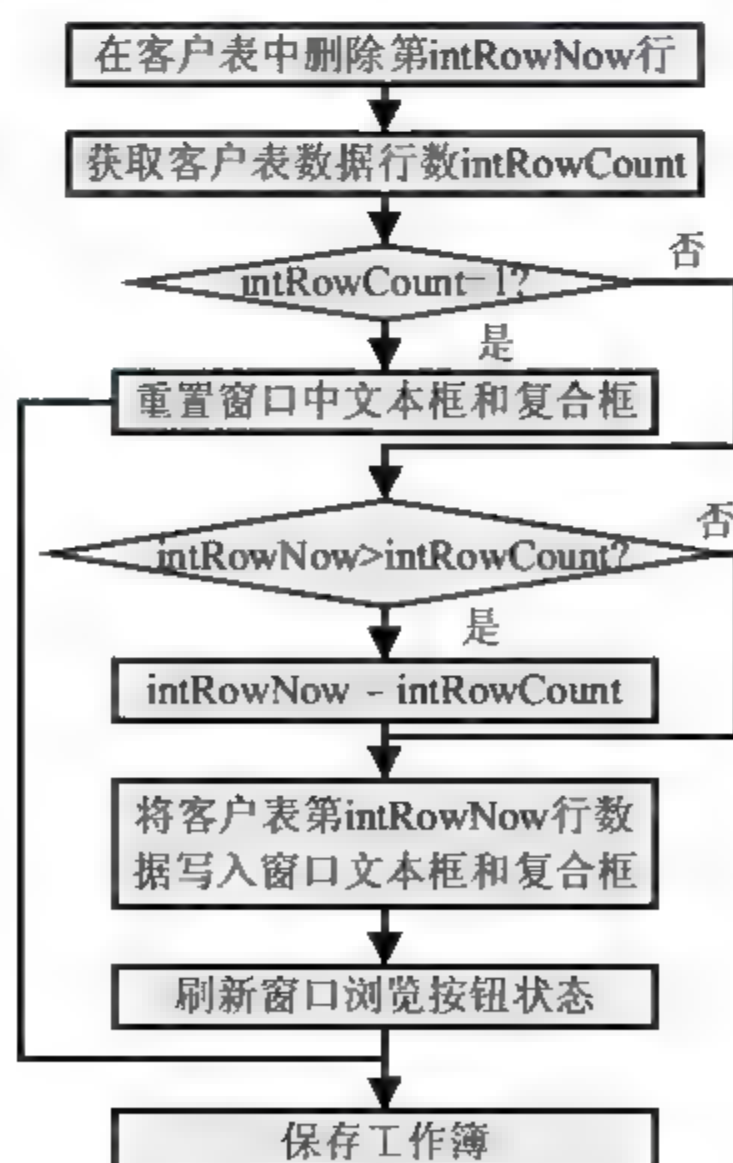 在客户表中删除第intRowNow行
获取客户表数据行数intRowCount
intRowCount=1?
否
是
重置窗口中文本框和复合框
intRowNow>intRowCount?
否
是
intRowNow = intRowCount
将客户表第intRowNow行数
据写入窗口文本框和复合框
刷新窗口浏览按钮状态
保存工作簿